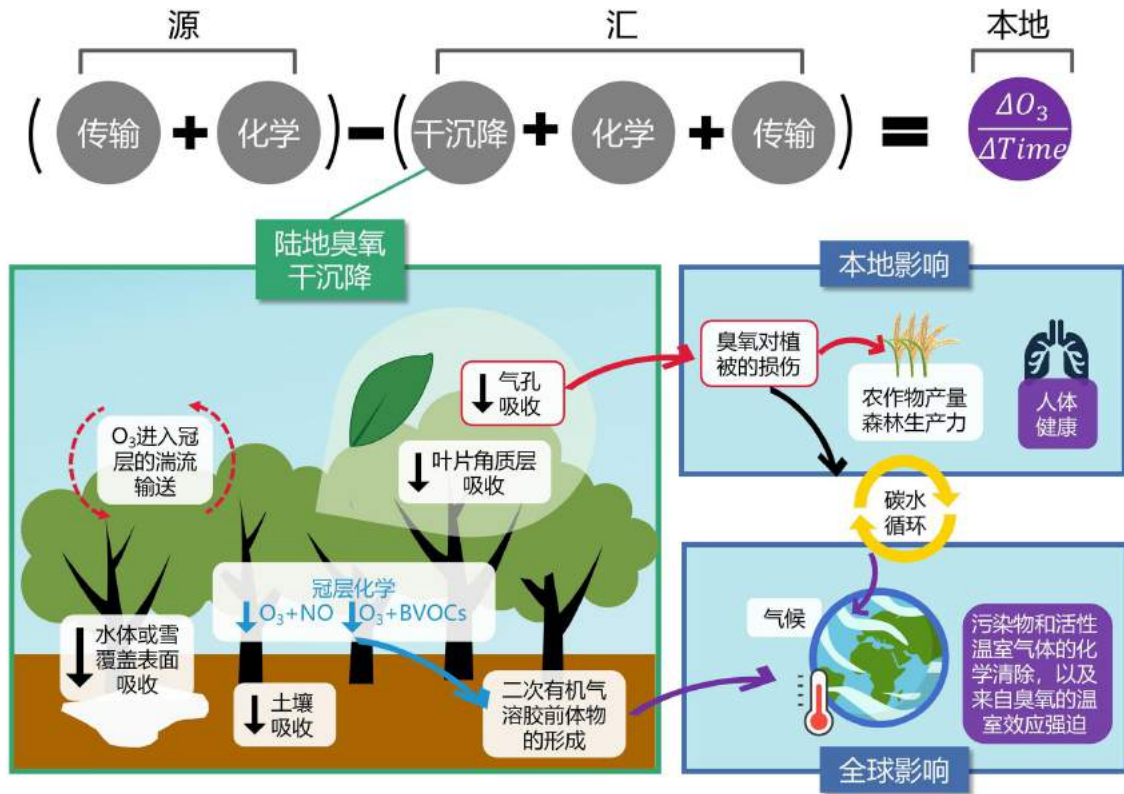 源
汇
本地
( 传输 + 化学 ) − ( 干沉降 + 化学 + 传输 ) = ΔO₃/ΔTime
陆地臭氧
干沉降
O₃进入冠
层的湍流
输送
气孔
吸收
叶片角质层
吸收
冠层化学
O₃+NO
O₃+BVOCs
水体或雪
覆盖表面
吸收
土壤
吸收
二次有机气
溶胶前体物
的形成
本地影响
臭氧对植
被的损伤
农作物产量
森林生产力
人体
健康
碳水
循环
气候
污染物和活性
温室气体的化
学清除，以及
来自臭氧的温
室效应强迫
全球影响